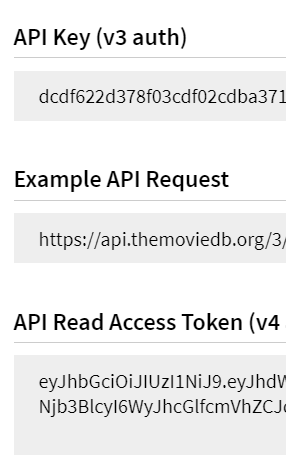 API Key (v3 auth)
dcdf622d378f03cdf02cdba371
Example API Request
https://api.themoviedb.org/3/
API Read Access Token (v4
eyJhbGciOiJIUzI1NiJ9.eyJhdW
Njb3BlcyI6WyJhcGlfcmVhZCJd